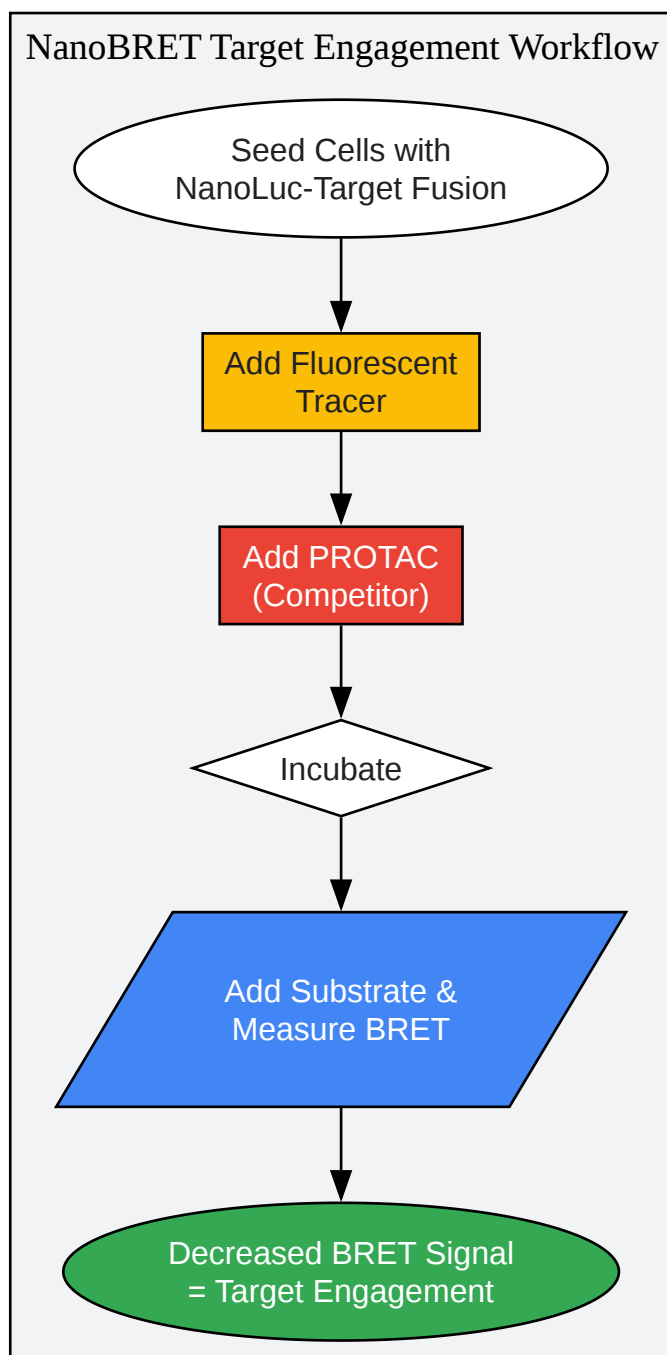 NanoBRET Target Engagement Workflow
Seed Cells with
NanoLuc-Target Fusion
Add Fluorescent
Tracer
Add PROTAC
(Competitor)
Incubate
Add Substrate &
Measure BRET
Decreased BRET Signal
= Target Engagement